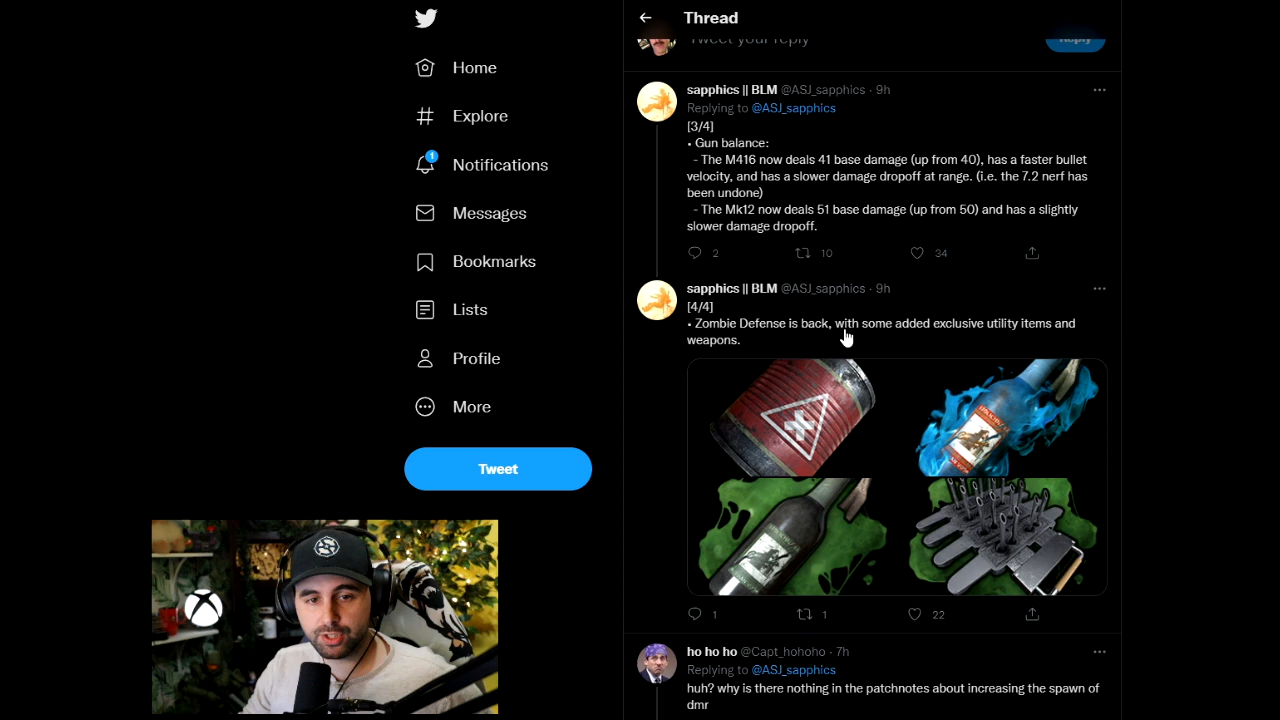 Thread
Home
Explore
1
Notifications
Messages
Bookmarks
Lists
Profile
More
Tweet
Tweet your reply
Reply
sapphics || BLM @ASJ_sapphics · 9h
Replying to @ASJ_sapphics
[3/4]
• Gun balance:
- The M416 now deals 41 base damage (up from 40), has a faster bullet
velocity, and has a slower damage dropoff at range. (i.e. the 7.2 nerf has
been undone)
- The Mk12 now deals 51 base damage (up from 50) and has a slightly
slower damage dropoff.
2 10 34
sapphics || BLM @ASJ_sapphics · 9h
[4/4]
• Zombie Defense is back, with some added exclusive utility items and
weapons.
1 1 22
ho ho ho @Capt_hohoho · 7h
Replying to @ASJ_sapphics
huh? why is there nothing in the patchnotes about increasing the spawn of
dmr